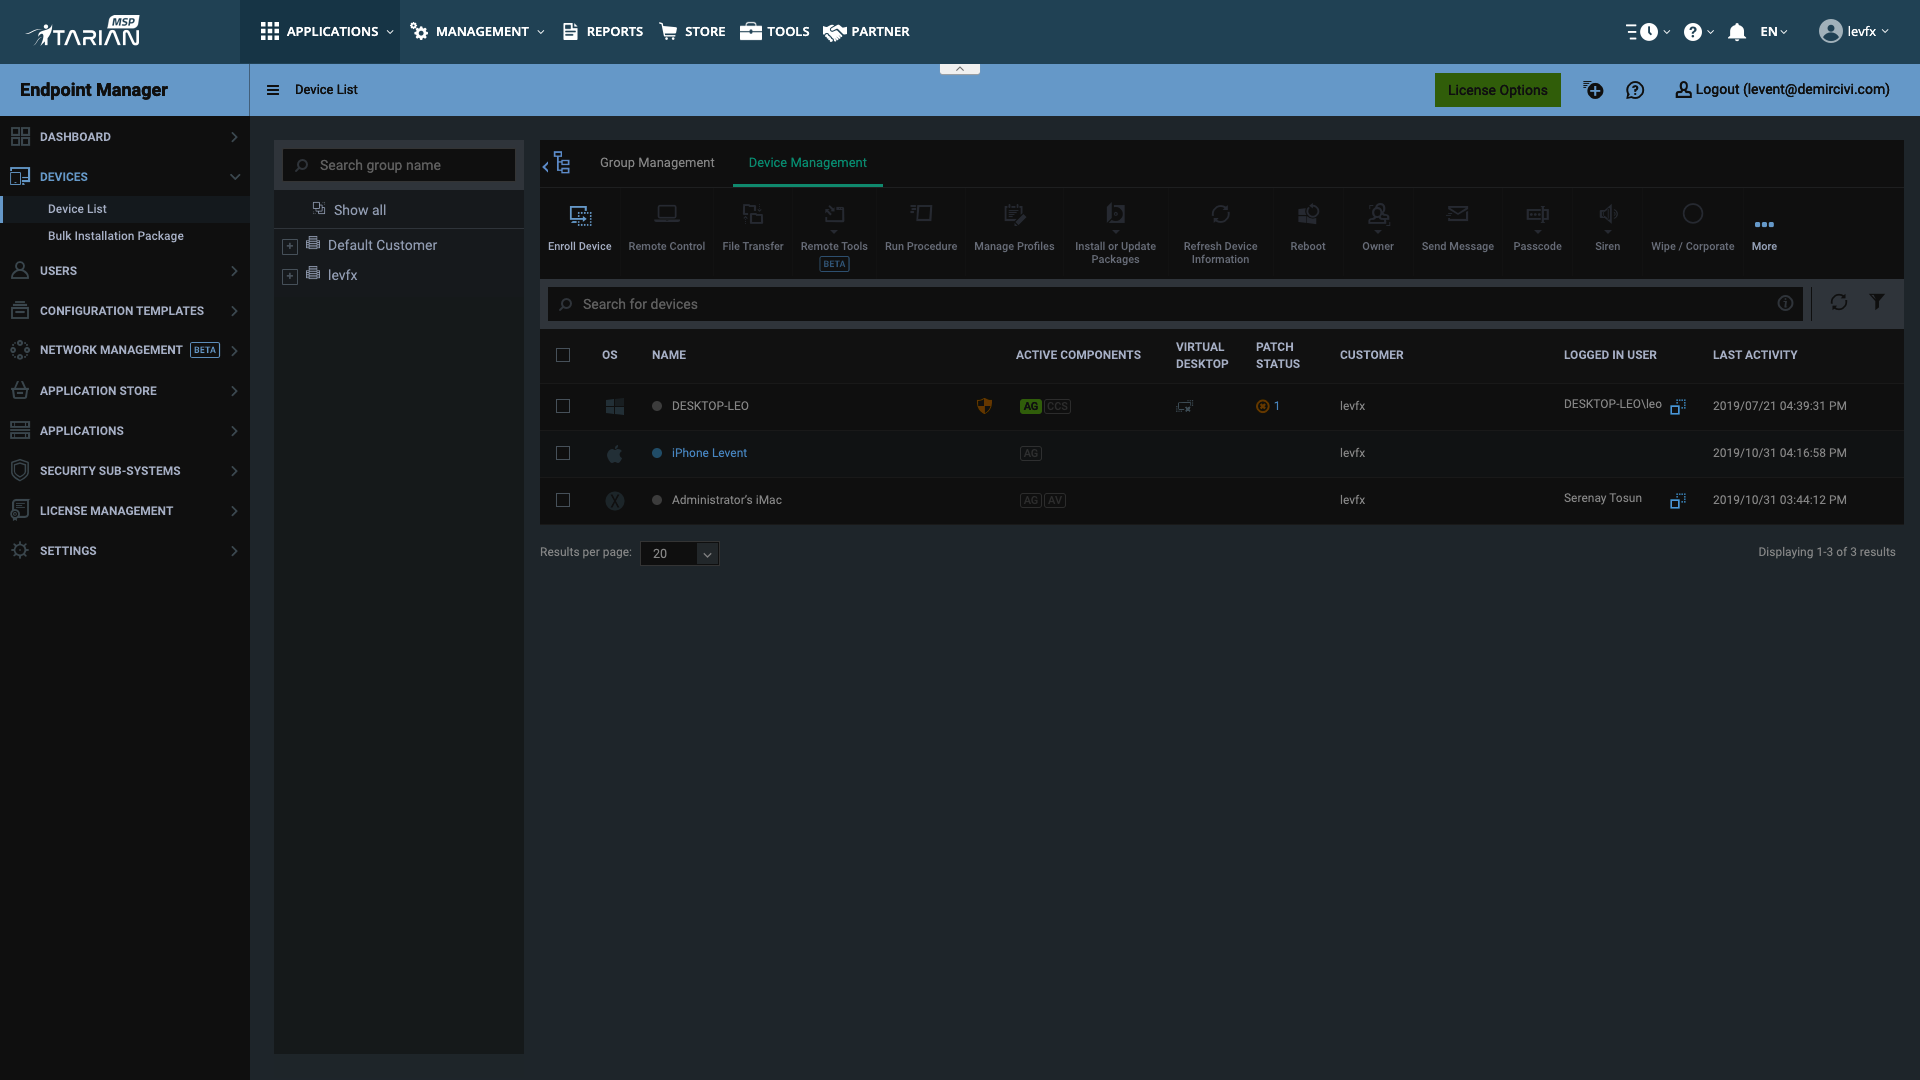 MSP
ITARIAN
APPLICATIONS
MANAGEMENT
REPORTS
STORE
TOOLS
PARTNER
EN
levfx
Endpoint Manager
Device List
License Options
Logout (levent@demircivi.com)
DASHBOARD
DEVICES
Device List
Bulk Installation Package
USERS
CONFIGURATION TEMPLATES
NETWORK MANAGEMENT BETA
APPLICATION STORE
APPLICATIONS
SECURITY SUB-SYSTEMS
LICENSE MANAGEMENT
SETTINGS
Search group name
Show all
Default Customer
levfx
Group Management
Device Management
Enroll Device
Remote Control
File Transfer
Remote Tools
BETA
Run Procedure
Manage Profiles
Install or Update
Packages
Refresh Device
Information
Reboot
Owner
Send Message
Passcode
Siren
Wipe / Corporate
More
Search for devices
OS
NAME
ACTIVE COMPONENTS
VIRTUAL
DESKTOP
PATCH
STATUS
CUSTOMER
LOGGED IN USER
LAST ACTIVITY
DESKTOP-LEO AG CCS 1 levfx DESKTOP-LEO\leo 2019/07/21 04:39:31 PM
iPhone Levent AG levfx 2019/10/31 04:16:58 PM
Administrator's iMac AG AV levfx Serenay Tosun 2019/10/31 03:44:12 PM
Results per page: 20
Displaying 1-3 of 3 results